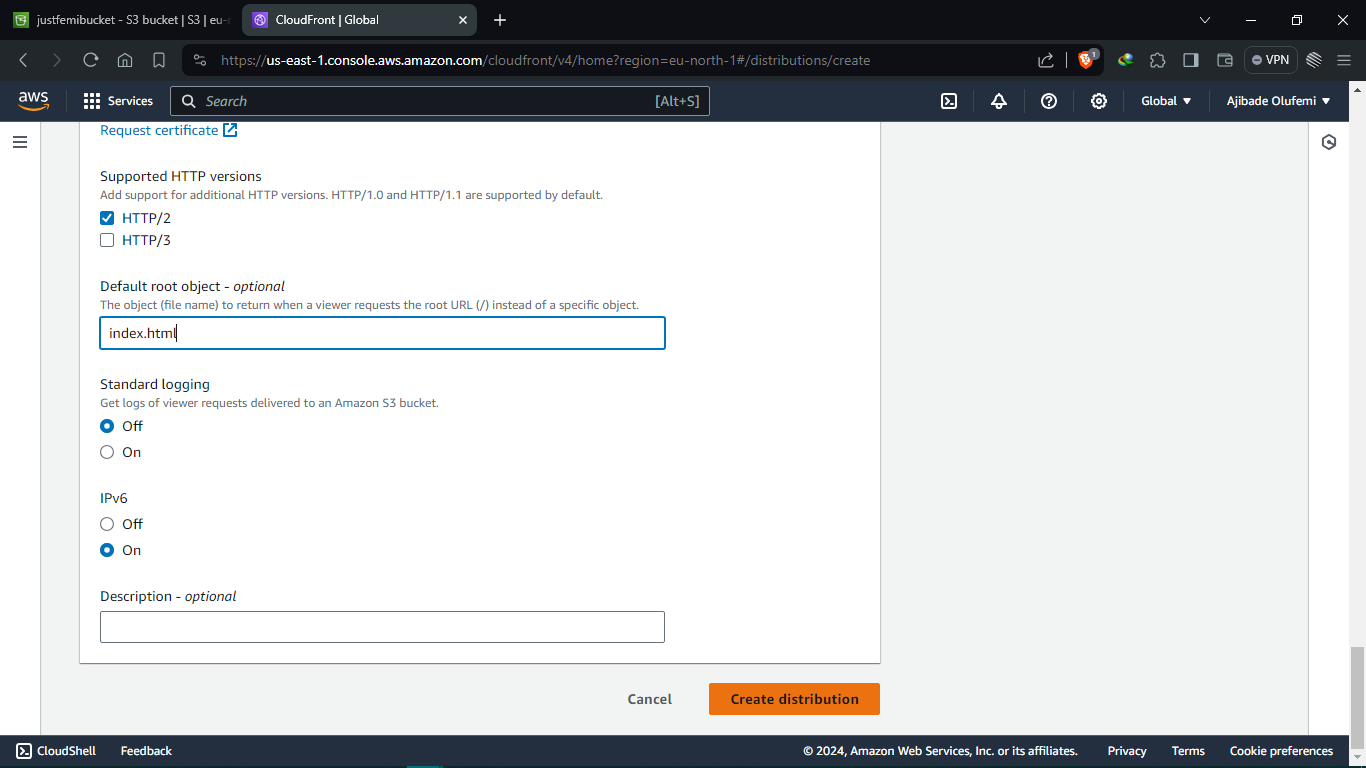 justfemibucket - S3 bucket | S3 | eu-
CloudFront | Global
https://us-east-1.console.aws.amazon.com/cloudfront/v4/home?region=eu-north-1#/distributions/create
1
VPN
aws
Services
Search
[Alt+S]
Global
Ajibade Olufemi
Request certificate
Supported HTTP versions
Add support for additional HTTP versions. HTTP/1.0 and HTTP/1.1 are supported by default.
HTTP/2
HTTP/3
Default root object - optional
The object (file name) to return when a viewer requests the root URL (/) instead of a specific object.
index.html
Standard logging
Get logs of viewer requests delivered to an Amazon S3 bucket.
Off
On
IPv6
Off
On
Description - optional
Cancel
Create distribution
CloudShell
Feedback
© 2024, Amazon Web Services, Inc. or its affiliates.
Privacy
Terms
Cookie preferences